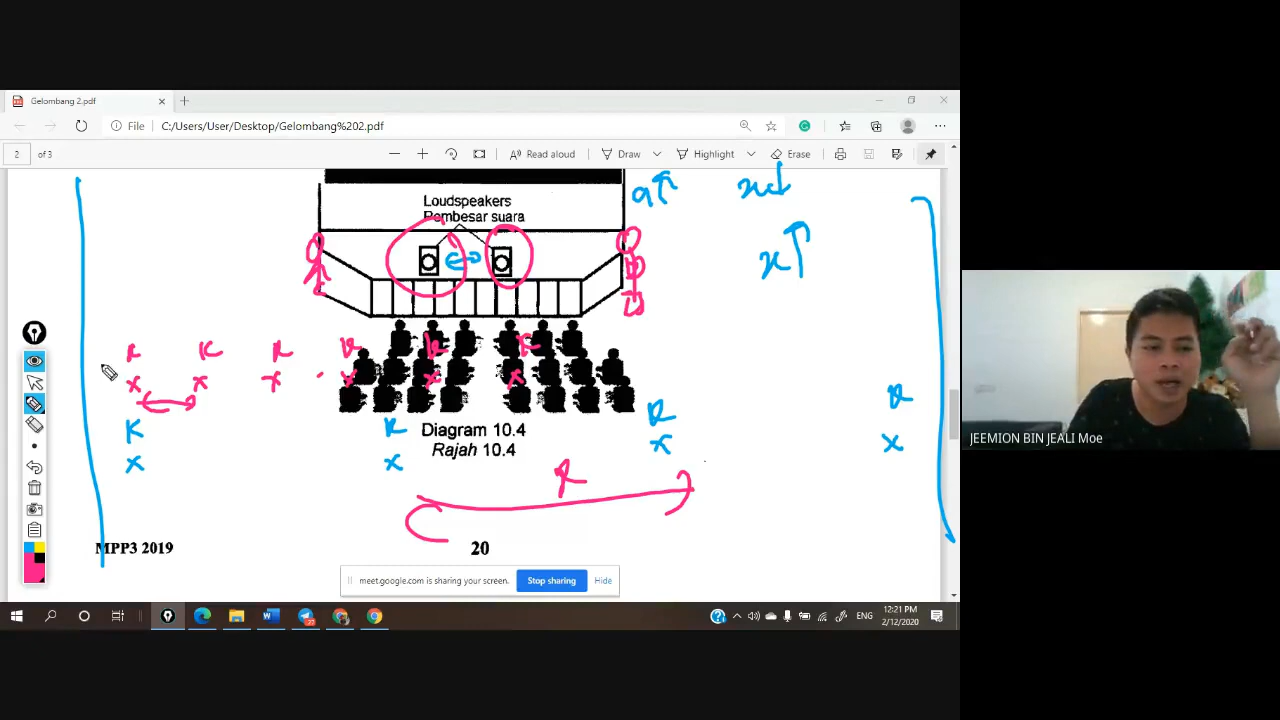 Gelombang 2.pdf
File C:/Users/User/Desktop/Gelombang%202.pdf
2 of 3 Read aloud Draw Highlight Erase
Loudspeakers
Pembesar suara
a↑ x↓
x↑
R K R R R R
x x x x x x
K R R R
x x x x
Diagram 10.4
Rajah 10.4
R
MPP3 2019 20
meet.google.com is sharing your screen. Stop sharing Hide
ENG 12:21 PM
2/12/2020
JEEMION BIN JEALI Moe